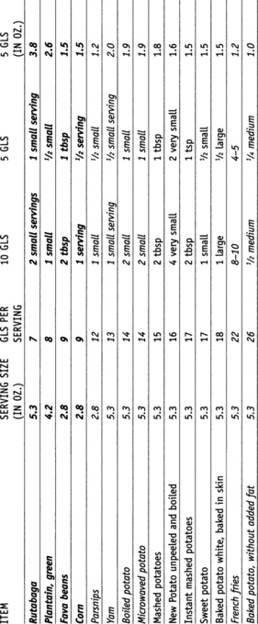 ITEM SERVING SIZE (IN OZ.) GLS PER SERVING 10 GLS 5 GLS 5 GLS (IN OZ.)
Rutabaga 5.3 7 2 small servings 1 small serving 3.8
Plantain, green 4.2 8 1 small ½ small 2.6
Fava beans 2.8 9 2 tbsp 1 tbsp 1.5
Corn 2.8 9 1 serving ½ serving 1.5
Parsnips 2.8 12 1 small ½ small 1.2
Yam 5.3 13 1 small serving ½ small serving 2.0
Boiled potato 5.3 14 2 small 1 small 1.9
Microwaved potato 5.3 14 2 small 1 small 1.9
Mashed potatoes 5.3 15 2 tbsp 1 tbsp 1.8
New Potato unpeeled and boiled 5.3 16 4 very small 2 very small 1.6
Instant mashed potatoes 5.3 17 2 tbsp 1 tsp 1.5
Sweet potato 5.3 17 1 small ½ small 1.5
Baked potato white, baked in skin 5.3 18 1 large ½ large 1.5
French fries 5.3 22 8–10 4–5 1.2
Baked potato, without added fat 5.3 26 ½ medium ¼ medium 1.0